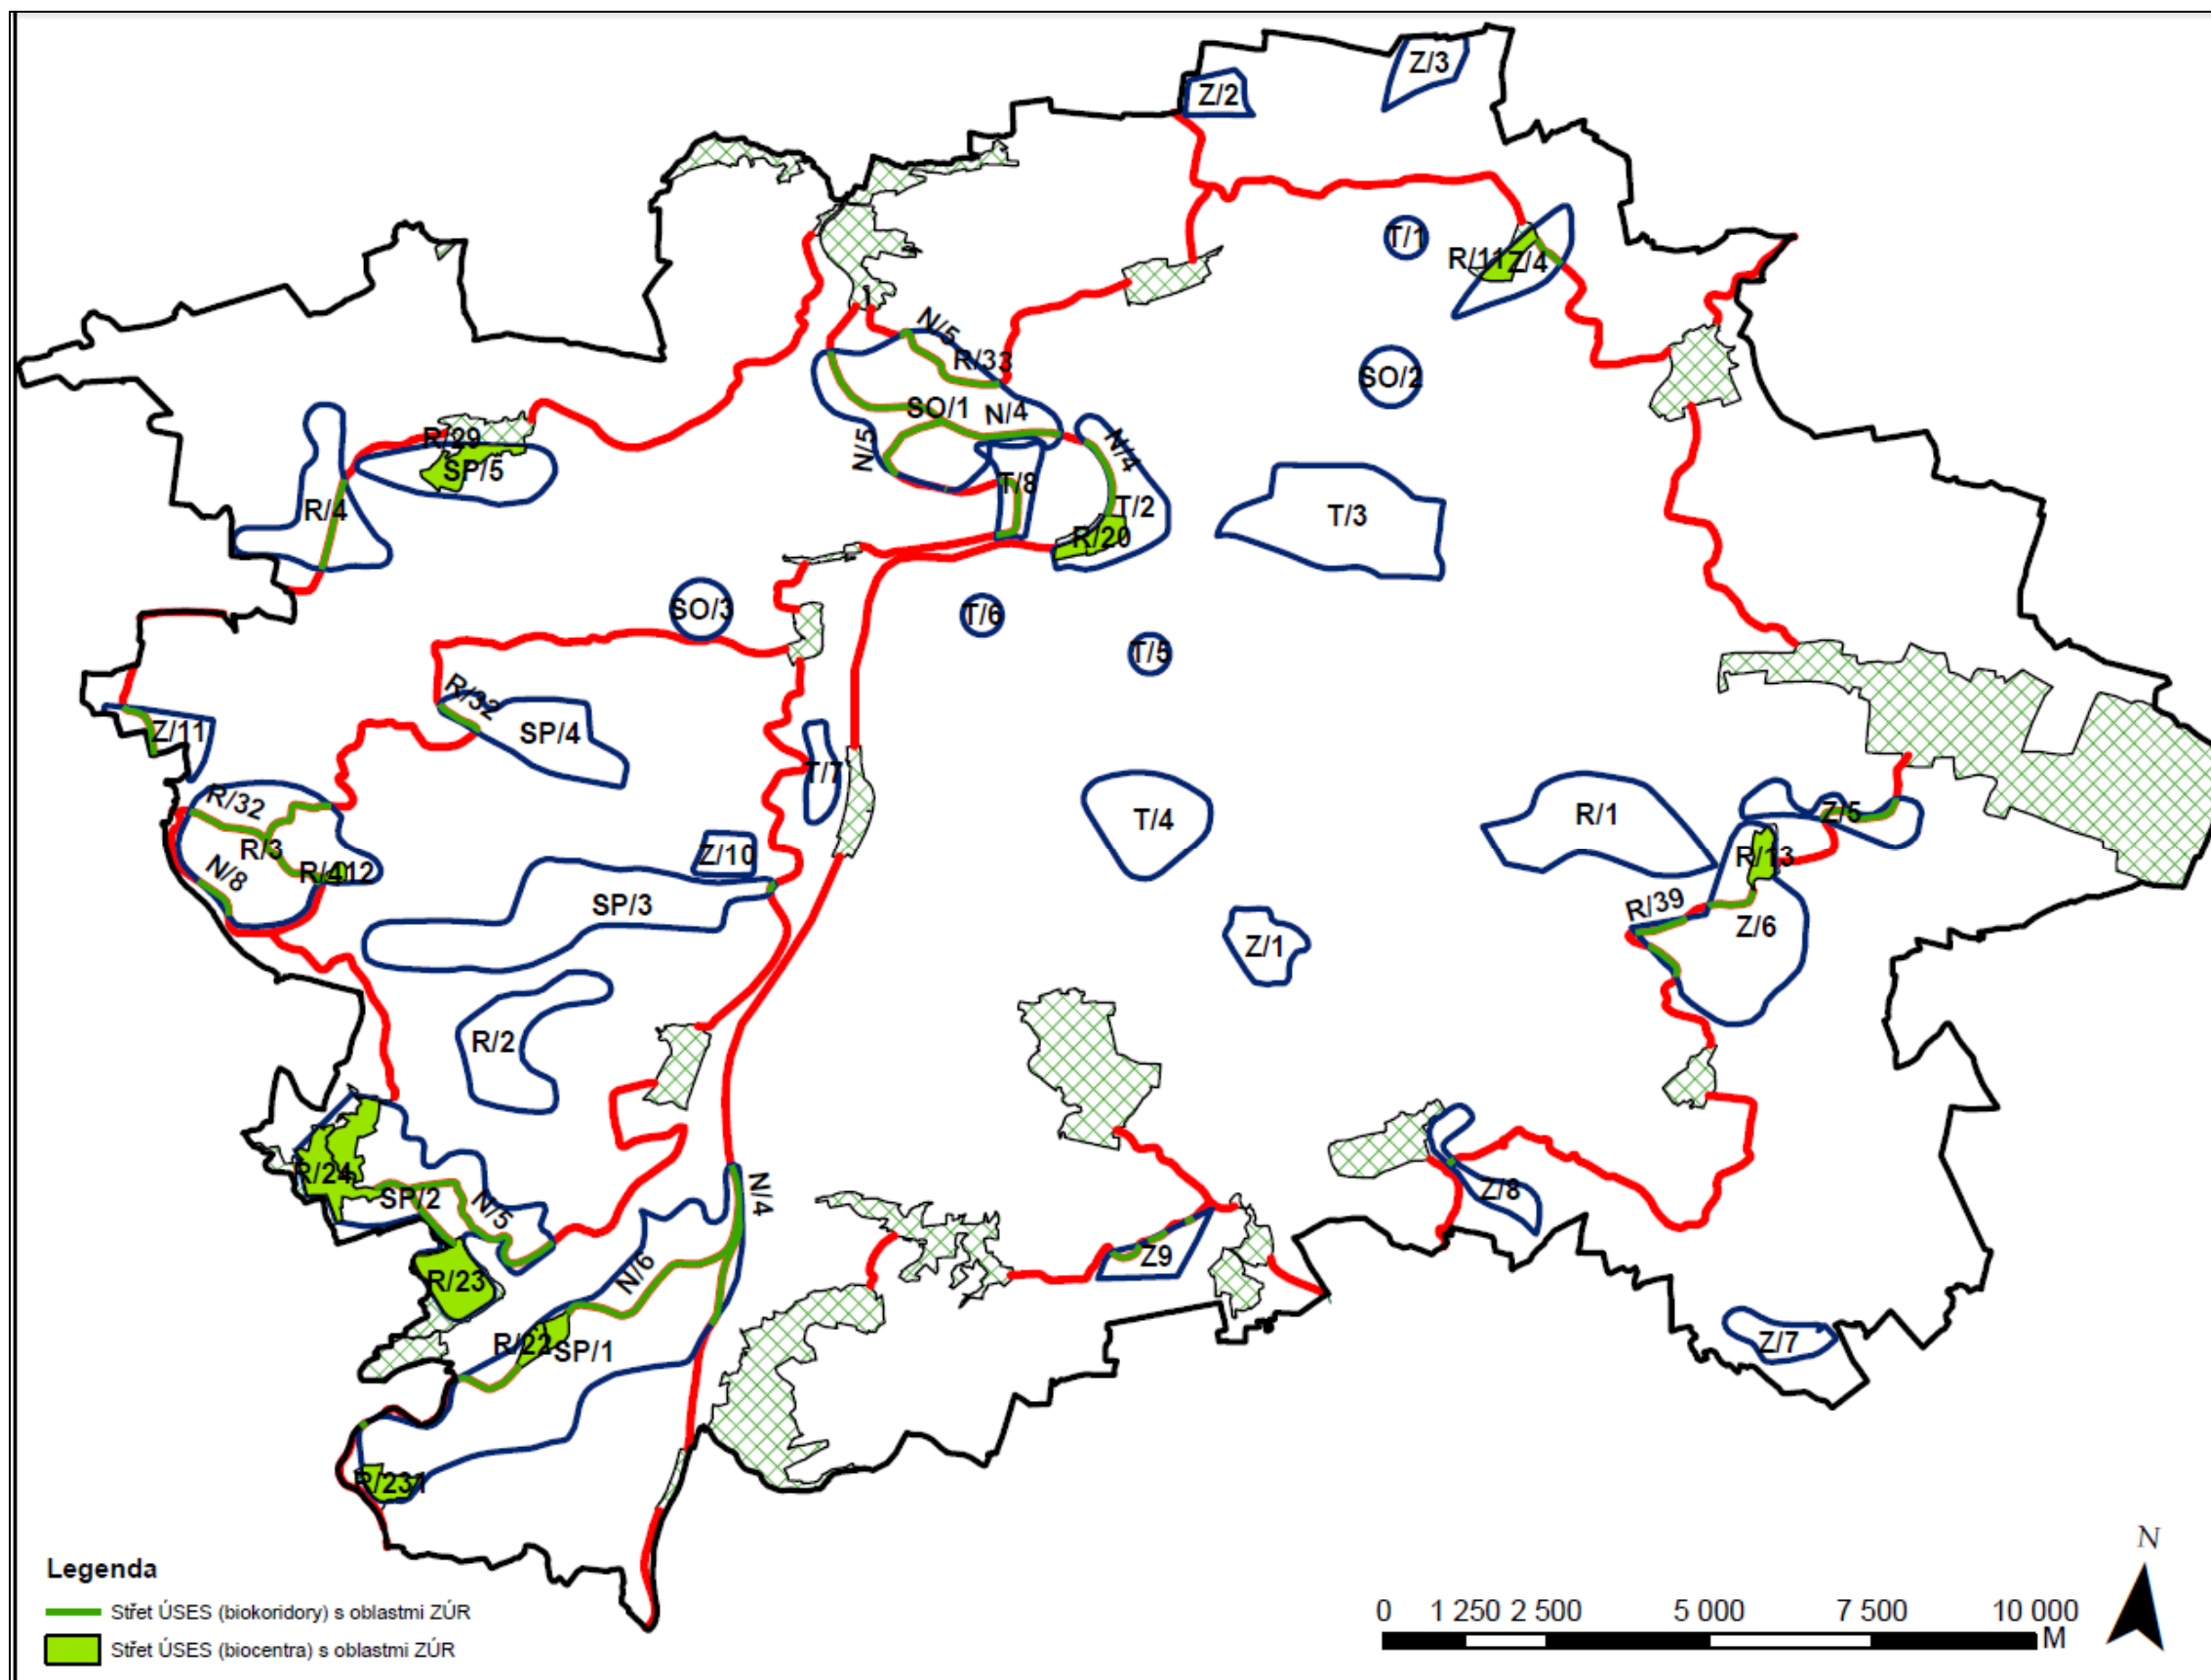 Z/3
Z/2
T/1
R/11
Z/4
N/5
R/33
SO/2
SO/1
N/4
R/29
N/5
N/4
SP/5
T/8
R/4
T/2
T/3
R/20
SO/3
T/6
T/5
R/32
Z/11
SP/4
T/7
R/32
T/4
R/1
Z/5
R/3
Z/10
R/13
N/8
R/412
SP/3
R/39
Z/6
Z/1
R/2
R/24
SP/2
N/5
N/4
Z/8
R/23
N/6
Z9
R/22
SP/1
Z/7
R/231
N
Legenda
Střet ÚSES (biokoridory) s oblastmi ZÚR
Střet ÚSES (biocentra) s oblastmi ZÚR
0 1 250 2 500 5 000 7 500 10 000
M